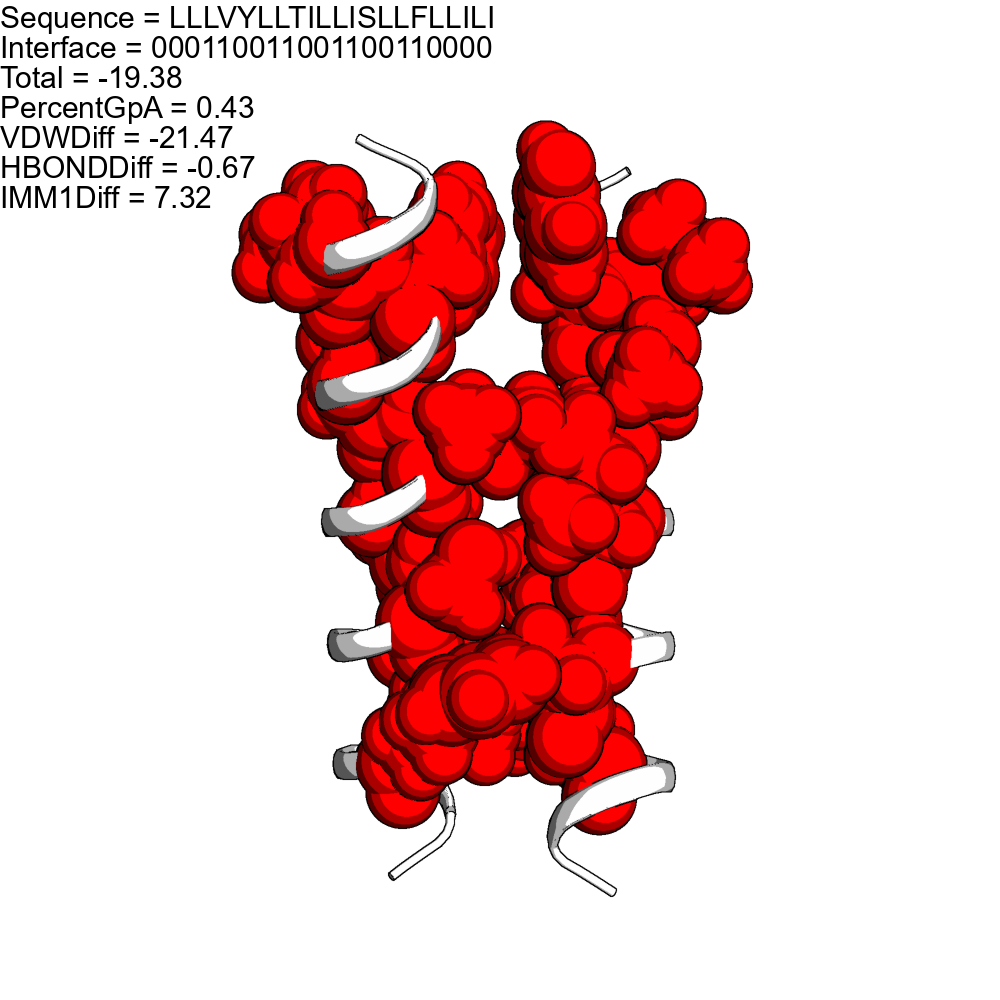 Sequence = LLLVYLLTILLISLLFLLILI
Interface = 000110011001100110000
Total = -19.38
PercentGpA = 0.43
VDWDiff = -21.47
HBONDDiff = -0.67
IMM1Diff = 7.32